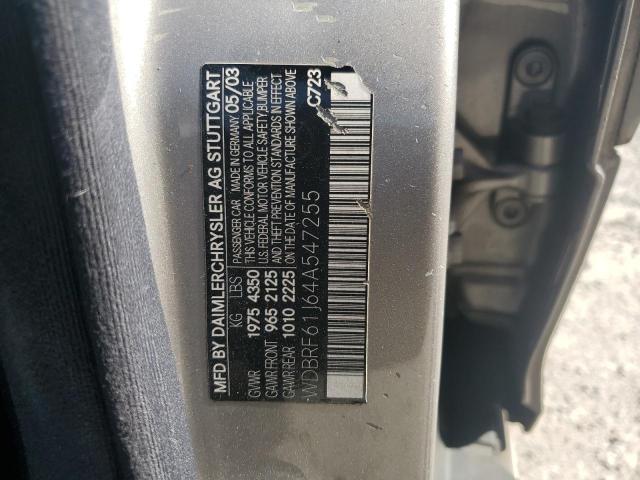 MFD BY DAIMLERCHRYSLER AG STUTTGART
KG LBS PASSENGER CAR MADE IN GERMANY 05/03
GVWR 1975 4350 THIS VEHICLE CONFORMS TO ALL APPLICABLE
GAWR FRONT 965 2125 U.S. FEDERAL MOTOR VEHICLE SAFETY BUMPER
GAWR REAR 1010 2225 AND THEFT PREVENTION STANDARDS IN EFFECT
ON THE DATE OF MANUFACTURE SHOWN ABOVE
WDBRF61J64A547255 C723